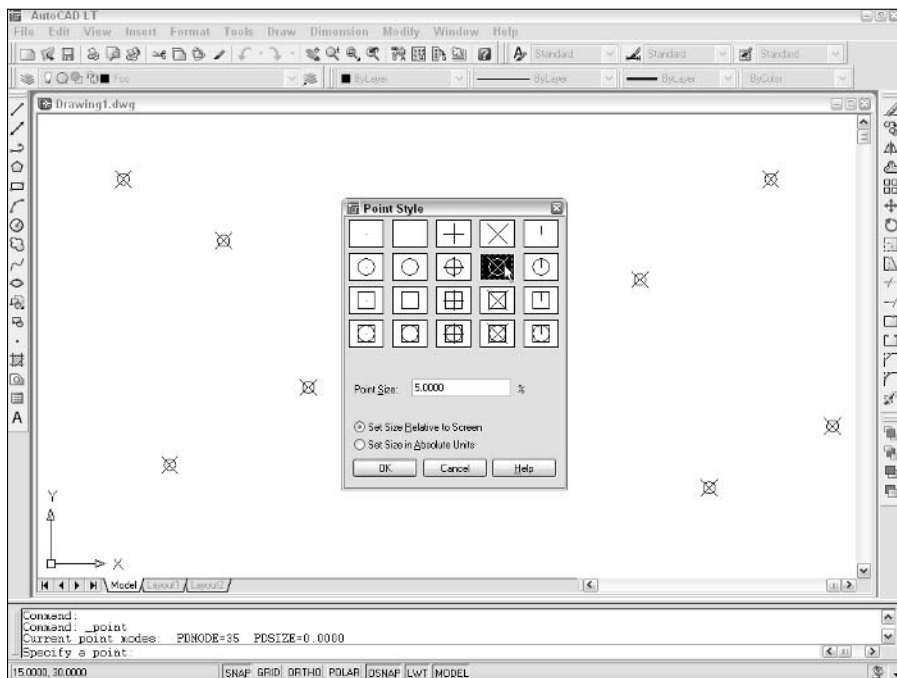 AutoCAD LT
File Edit View Insert Format Tools Draw Dimension Modify Window Help
Standard Standard Standard
Foo ByLayer ByLayer ByLayer ByColor
Drawing1.dwg
Point Style
Point Size: 5.0000 %
Set Size Relative to Screen
Set Size in Absolute Units
OK Cancel Help
A
Y
X
Model Layout1 Layout2
Command:
Command: _point
Current point modes: PDMODE=35 PDSIZE=0.0000
Specify a point:
15.0000, 30.0000 SNAP GRID ORTHO POLAR OSNAP LWT MODEL